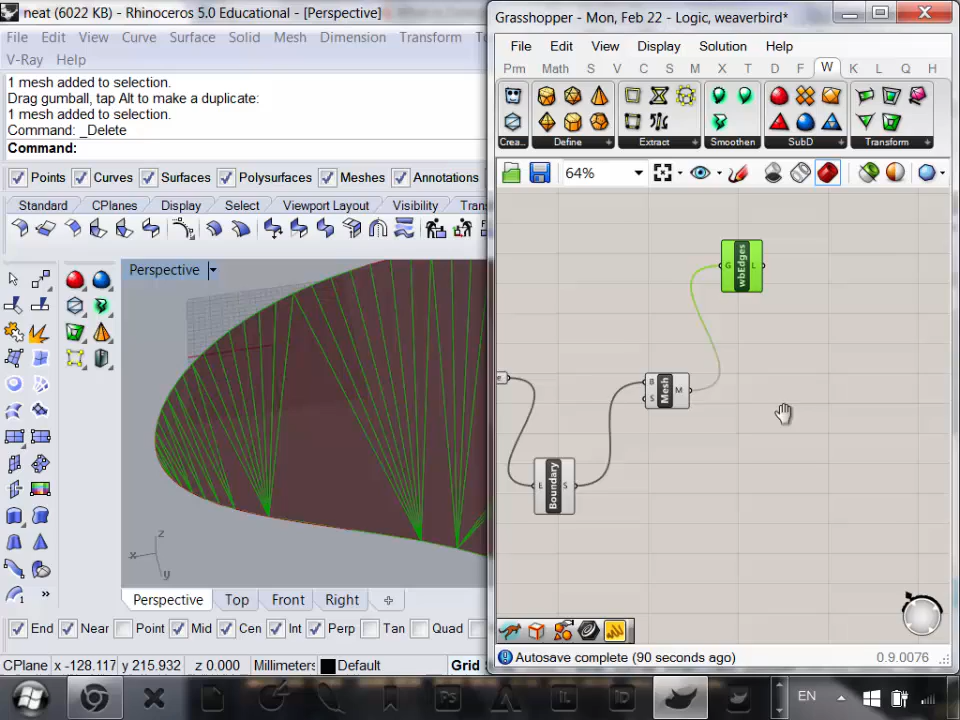 neat (6022 KB) - Rhinoceros 5.0 Educational - [Perspective]
File Edit View Curve Surface Solid Mesh Dimension Transform
V-Ray Help
1 mesh added to selection.
Drag gumball, tap Alt to make a duplicate:
1 mesh added to selection.
Command: _Delete
Command:
Points Curves Surfaces Polysurfaces Meshes Annotations
Standard CPlanes Display Select Viewport Layout Visibility
Perspective
z
x
y
Perspective Top Front Right
End Near Point Mid Cen Int Perp Tan Quad
CPlane x -128.117 y 215.932 z 0.000 Millimeters Default Grid
Grasshopper - Mon, Feb 22 - Logic, weaverbird*
File Edit View Display Solution Help
Prm Math S V C S M X T D F W K L Q H
Crea... Define Extract Smoothen SubD Transform
64%
G wbEdges L
B S Mesh M
E Boundary S
Autosave complete (90 seconds ago) 0.9.0076
Ps EN